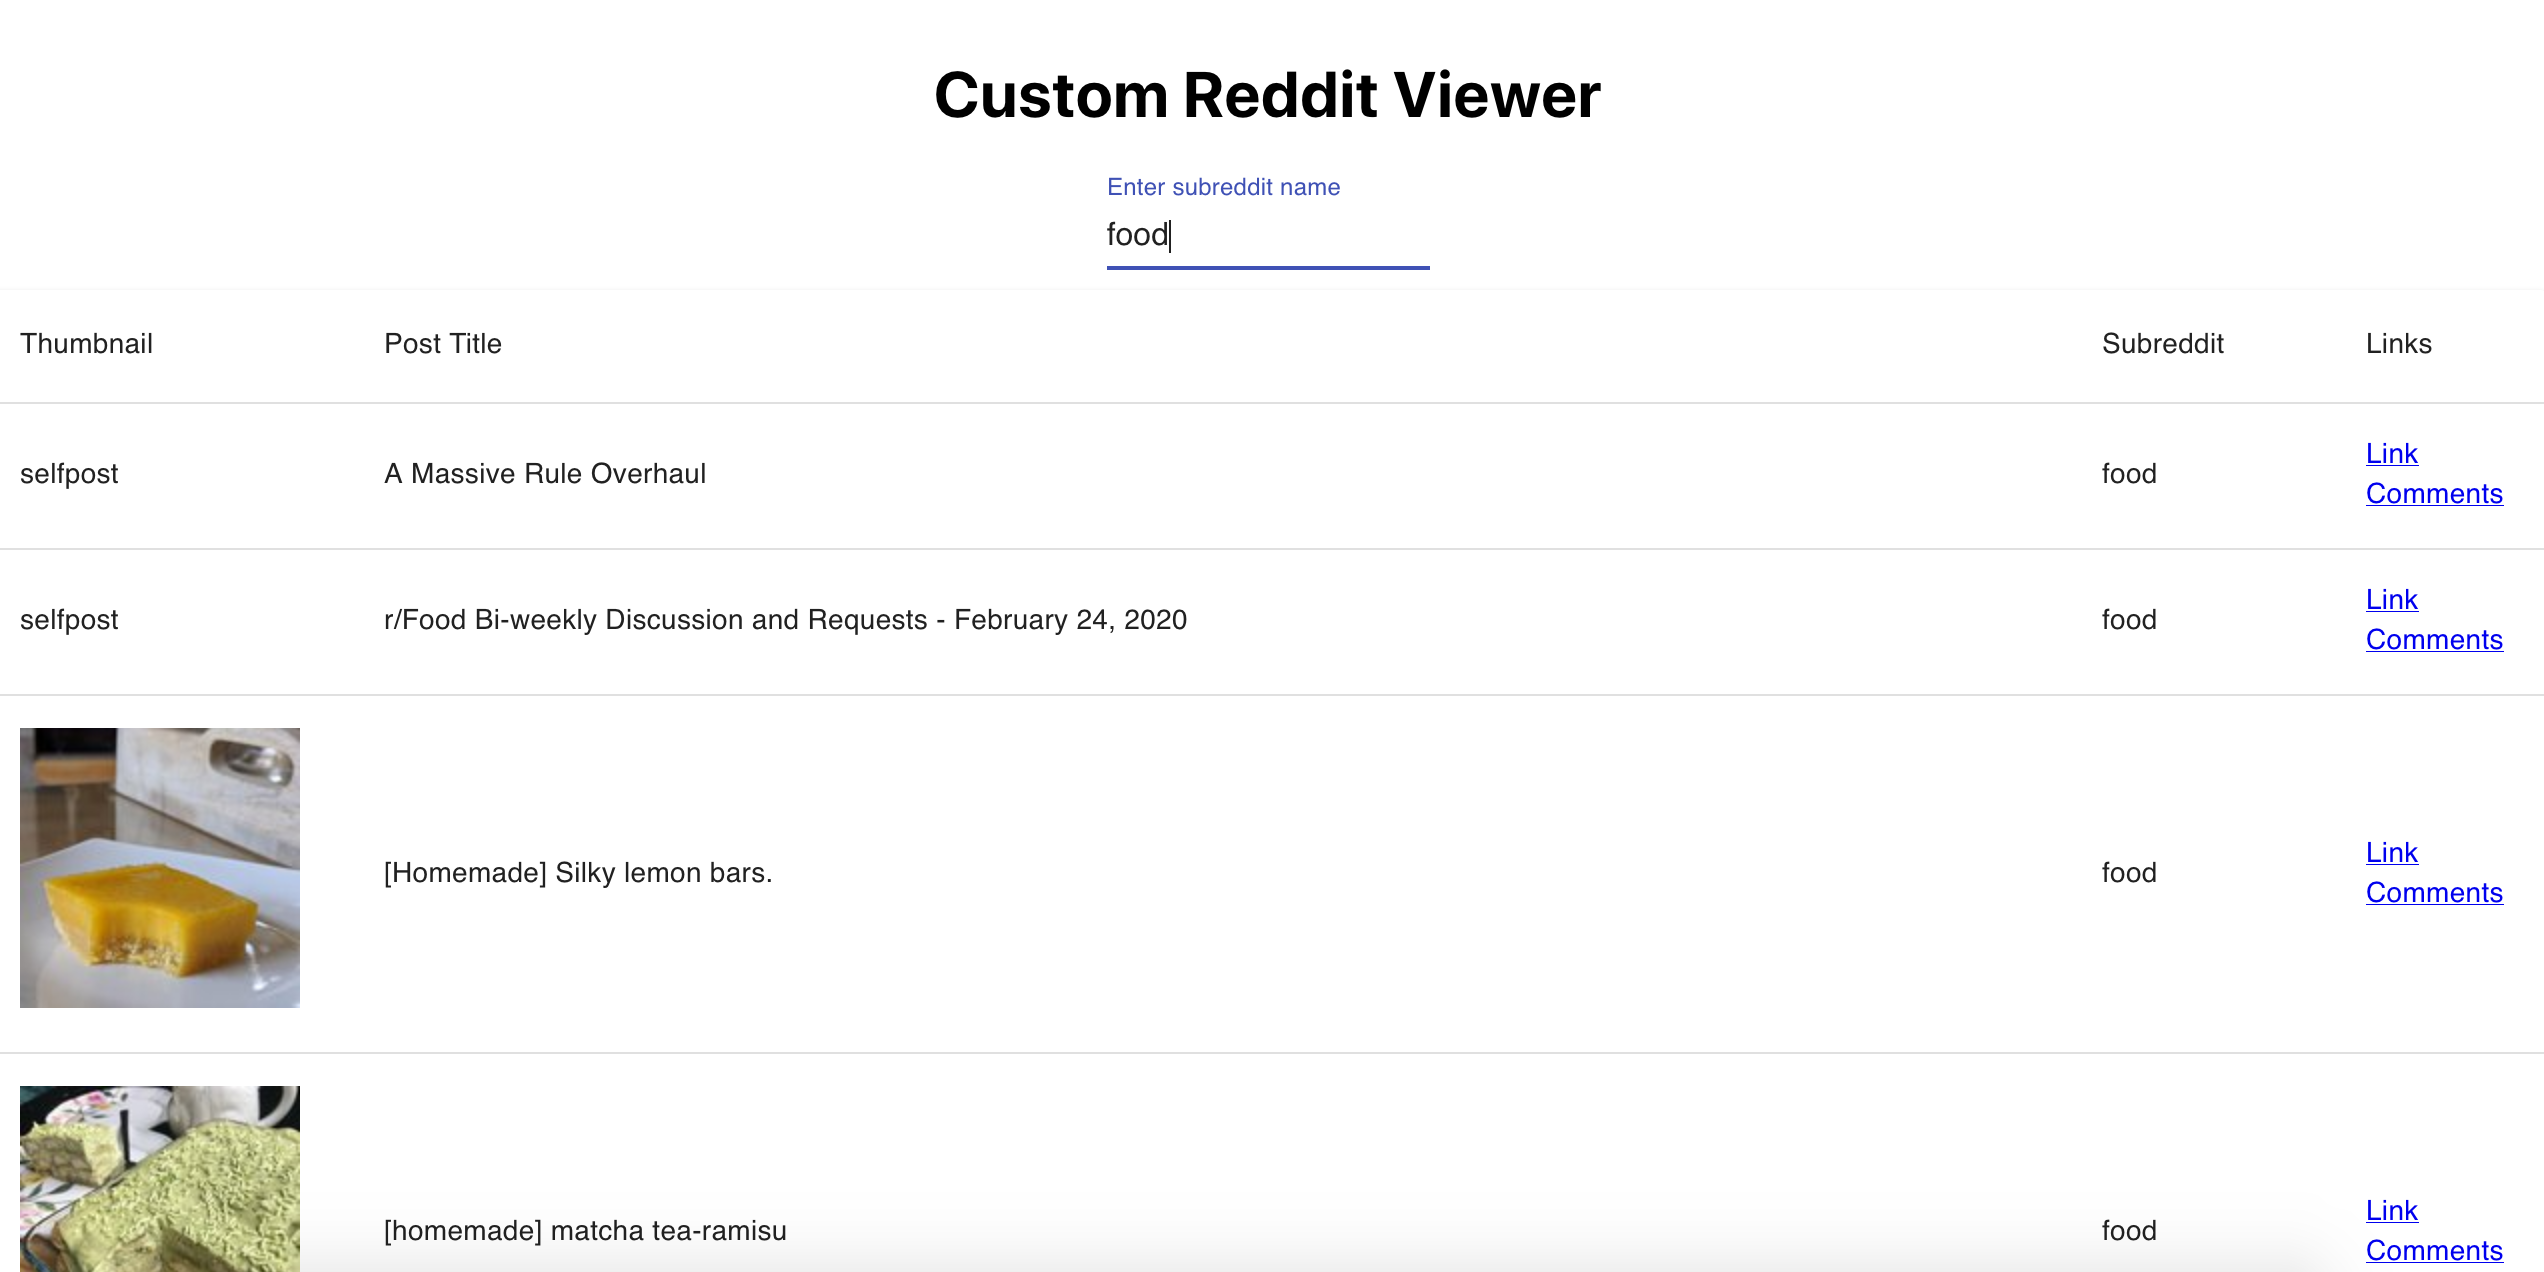 Custom Reddit Viewer
Enter subreddit name
food
Thumbnail Post Title Subreddit Links
selfpost A Massive Rule Overhaul food Link
Comments
selfpost r/Food Bi-weekly Discussion and Requests - February 24, 2020 food Link
Comments
[Homemade] Silky lemon bars. food Link
Comments
[homemade] matcha tea-ramisu food Link
Comments